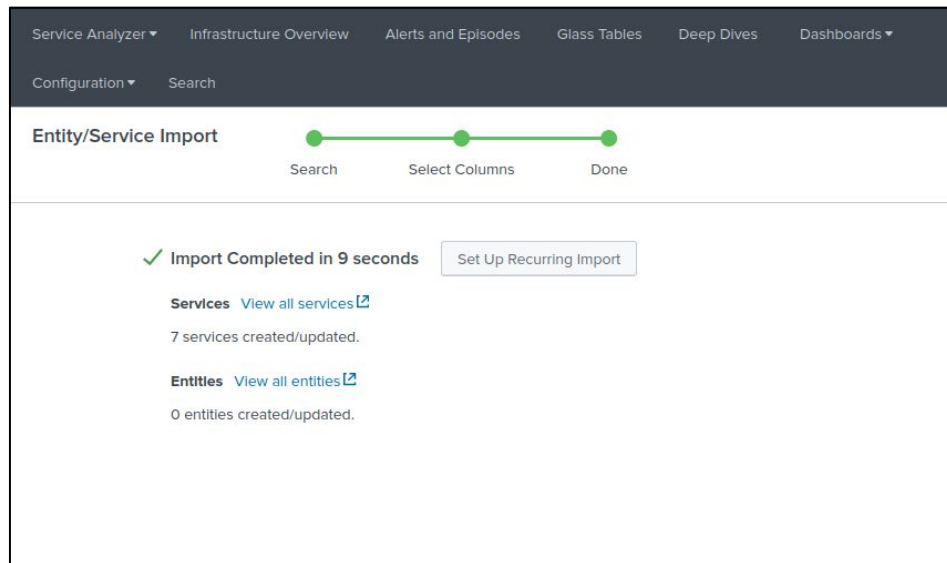 Service Analyzer Infrastructure Overview Alerts and Episodes Glass Tables Deep Dives Dashboards
Configuration Search
Entity/Service Import
Search Select Columns Done
Import Completed in 9 seconds Set Up Recurring Import
Services View all services
7 services created/updated.
Entities View all entities
0 entities created/updated.